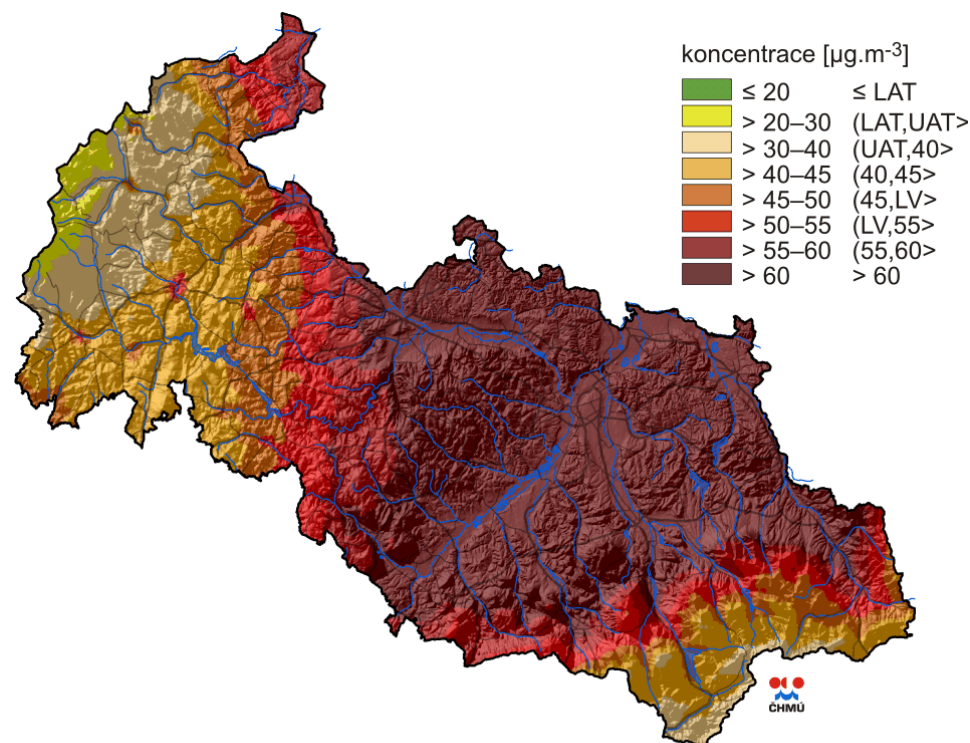 koncentrace [µg.m-3]
≤ 20 ≤ LAT
> 20–30 (LAT,UAT>
> 30–40 (UAT,40>
> 40–45 (40,45>
> 45–50 (45,LV>
> 50–55 (LV,55>
> 55–60 (55,60>
> 60 > 60
ČHMÚ